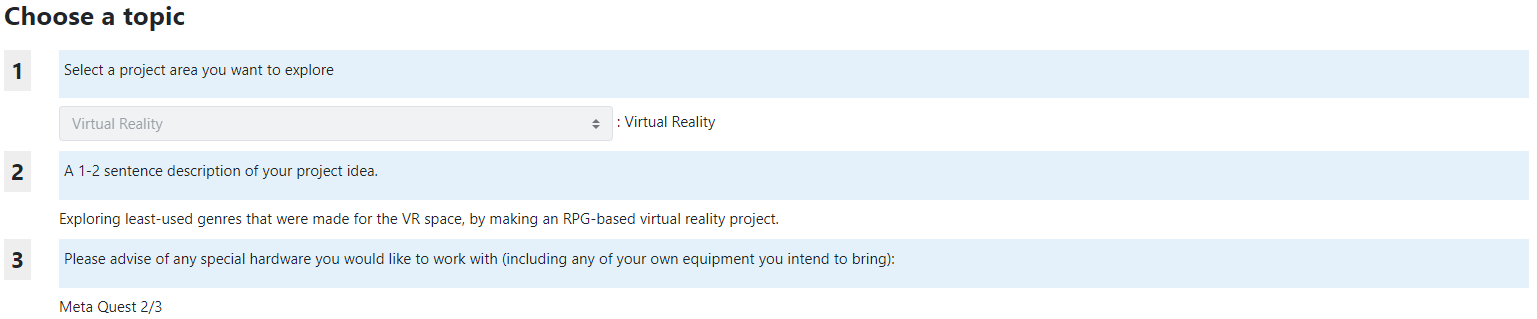 Choose a topic
1
Select a project area you want to explore
Virtual Reality : Virtual Reality
2
A 1-2 sentence description of your project idea.
Exploring least-used genres that were made for the VR space, by making an RPG-based virtual reality project.
3
Please advise of any special hardware you would like to work with (including any of your own equipment you intend to bring):
Meta Quest 2/3